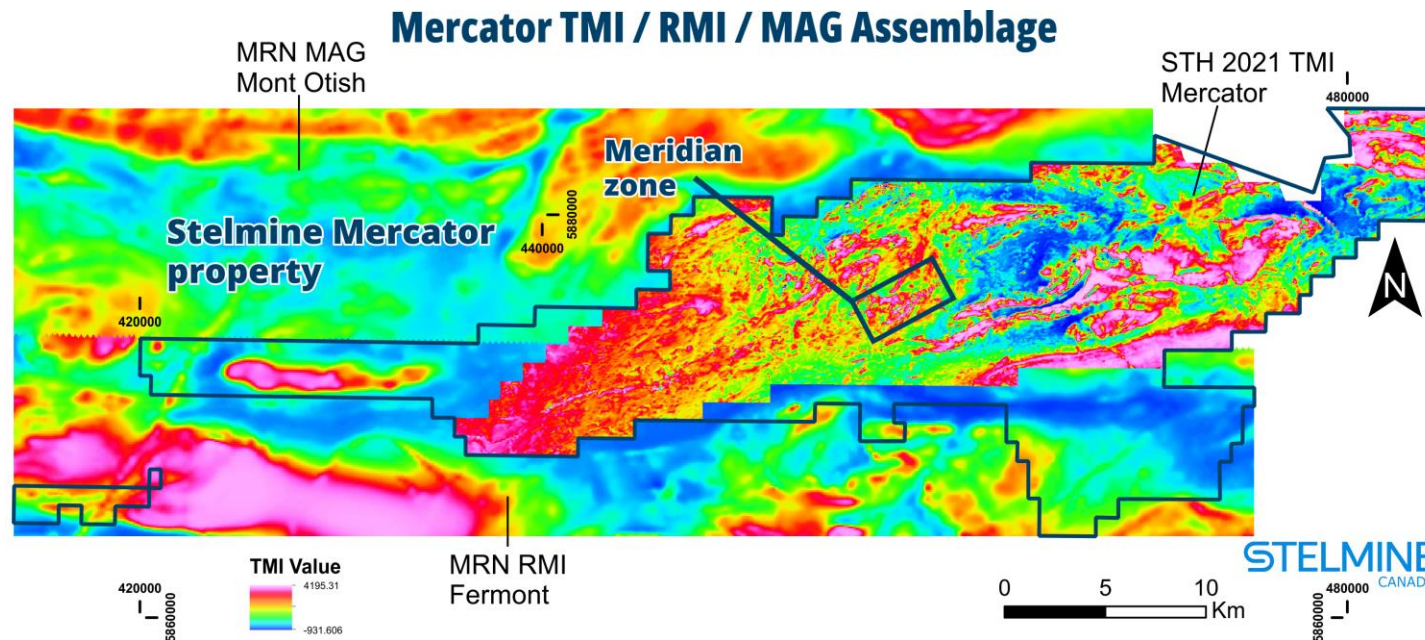 Mercator TMI / RMI / MAG Assemblage
MRN MAG
Mont Otish
STH 2021 TMI
Mercator
480000
Meridian
zone
Stelmine Mercator
property
440000
5880000
420000
N
MRN RMI
Fermont
TMI Value
4195.31
-931.606
0 5 10
Km
STELMINE
CANAD
420000
5860000
480000
5860000